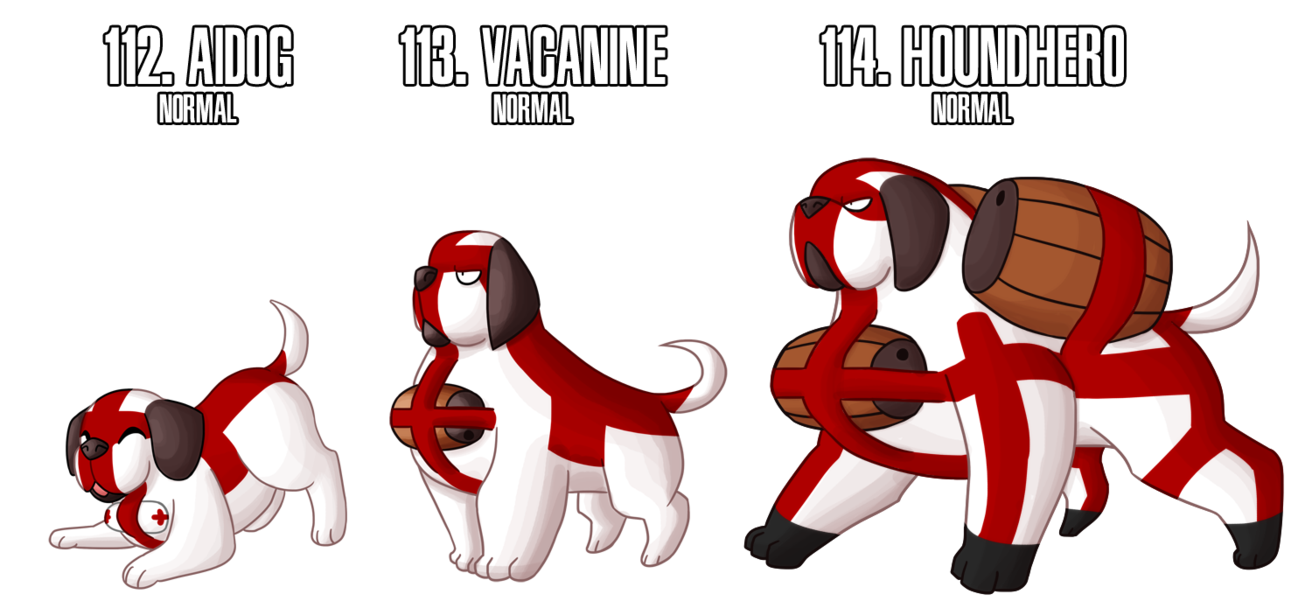 112. AIDOG
NORMAL
113. VACANINE
NORMAL
114. HOUNDHERO
NORMAL